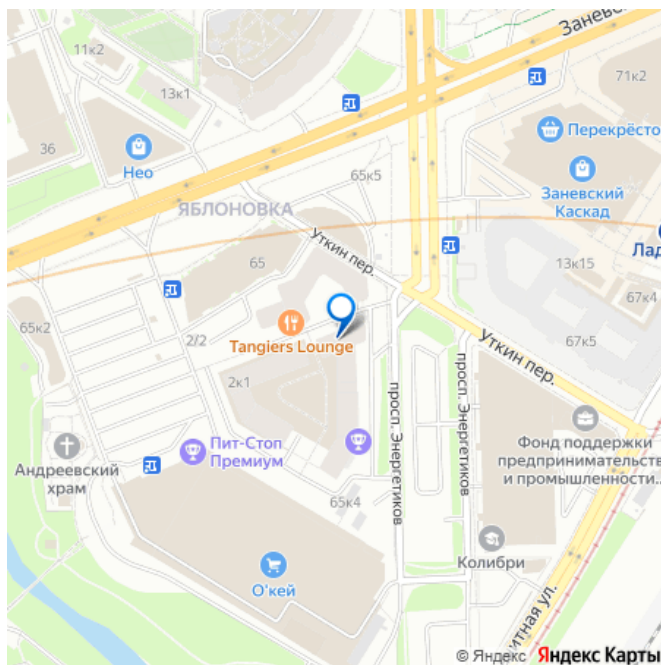 Заневс
11к2
13к1
71к2
36
Нео
Перекрёсто
Заневский
Каскад
65к5
ЯБЛОНОВКА
Уткин пер.
65
Лад
13к15
67к4
65к2
2/2
Tangiers Lounge
67к5
Уткин пер.
2к1
просп. Энергетиков
просп. Энергетиков
Пит-Стоп
Премиум
Андреевский
храм
Фонд поддержки
предпринимательств
и промышленности...
65к4
О'кей
Колибри
итная ул.
© Яндекс Яндекс Карты